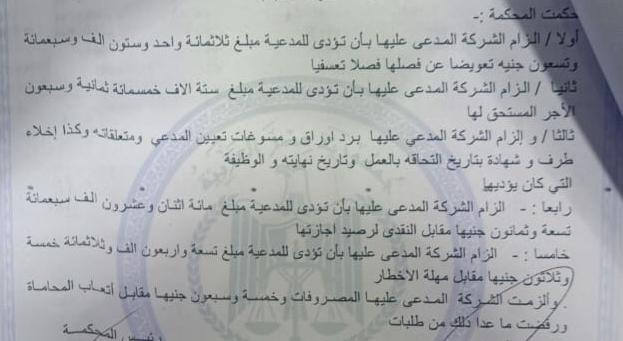 حكمت المحكمة :-
أولا / الزام الشركة المدعى عليها بأن تؤدى للمدعية مبلغ ثلاثمائة واحد وستون الف وسبعمائة
وتسعون جنيه تعويضا عن فصلها فصلا تعسفيا
ثانيا / الزام الشركة المدعى عليها بأن تؤدى للمدعية مبلغ ستة الاف خمسمائة ثمانية وسبعون
الأجر المستحق لها
ثالثا / و إلزام الشركة المدعي عليها برد اوراق و مسوغات تعيين المدعي ومتعلقاته وكذا إخلاء
طرف و شهادة بتاريخ التحاقه بالعمل وتاريخ نهايته و الوظيفة
التي كان يؤديها
رابعا : - الزام الشركة المدعى عليها بأن تؤدى للمدعية مبلغ مائة اثنان وعشرون الف سبعمائة
تسعة وثمانون جنيها مقابل النقدى لرصيد اجازتها
خامسا : - الزام الشركة المدعى عليها بأن تؤدى للمدعية مبلغ تسعة واربعون الف وثلاثمائة خمسة
وثلاثون جنيها مقابل مهلة الأخطار
. وألزمت الشركة المدعى عليها المصروفات وخمسة وسبعون جنيها مقابل أتعاب المحاماة
ورفضت ما عدا ذلك من طلبات
رئيس المحكمة